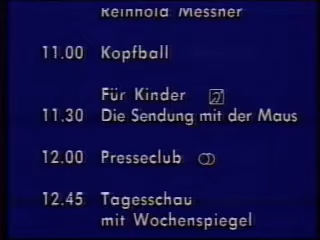 Reinhold Messner
11.00 Kopfball
Für Kinder
11.30 Die Sendung mit der Maus
12.00 Presseclub
12.45 Tagesschau
mit Wochenspiegel